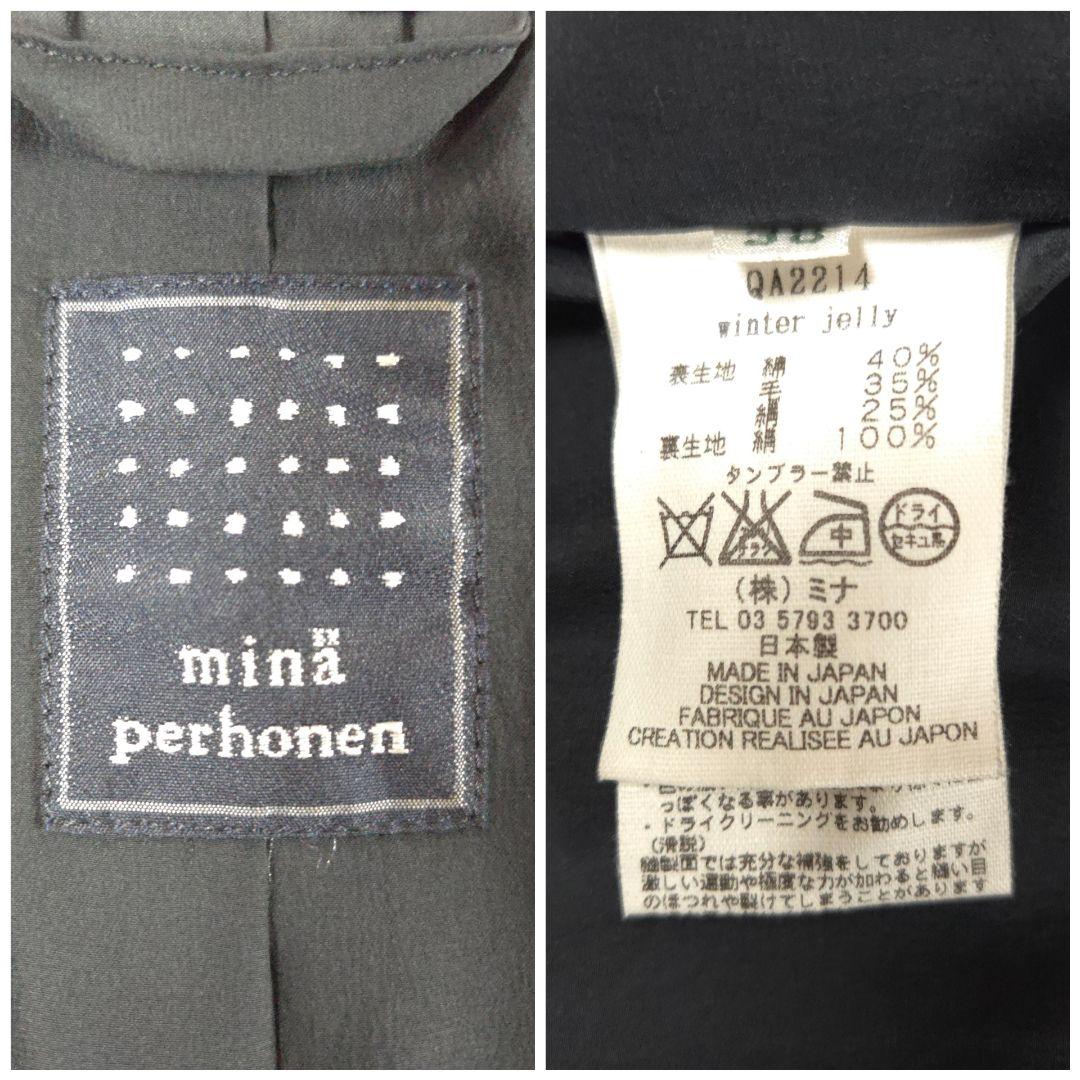 minä
perhonen
QA2214
winter jelly
表生地 綿 40%
毛 35%
絹 25%
裏生地 絹 100%
タンブラー禁止
中
ドライ
セキユ系
(株)ミナ
TEL 03 5793 3700
日本製
MADE IN JAPAN
DESIGN IN JAPAN
FABRIQUE AU JAPON
CREATION REALISEE AU JAPON
っぽくなる事があります。
・ドライクリーニングをお勧めします。
(滑脱)
縫製面では充分な補強をしておりますが
激しい運動や極度な力が加わると縫い目
のほつれや裂けてしまうことがあります